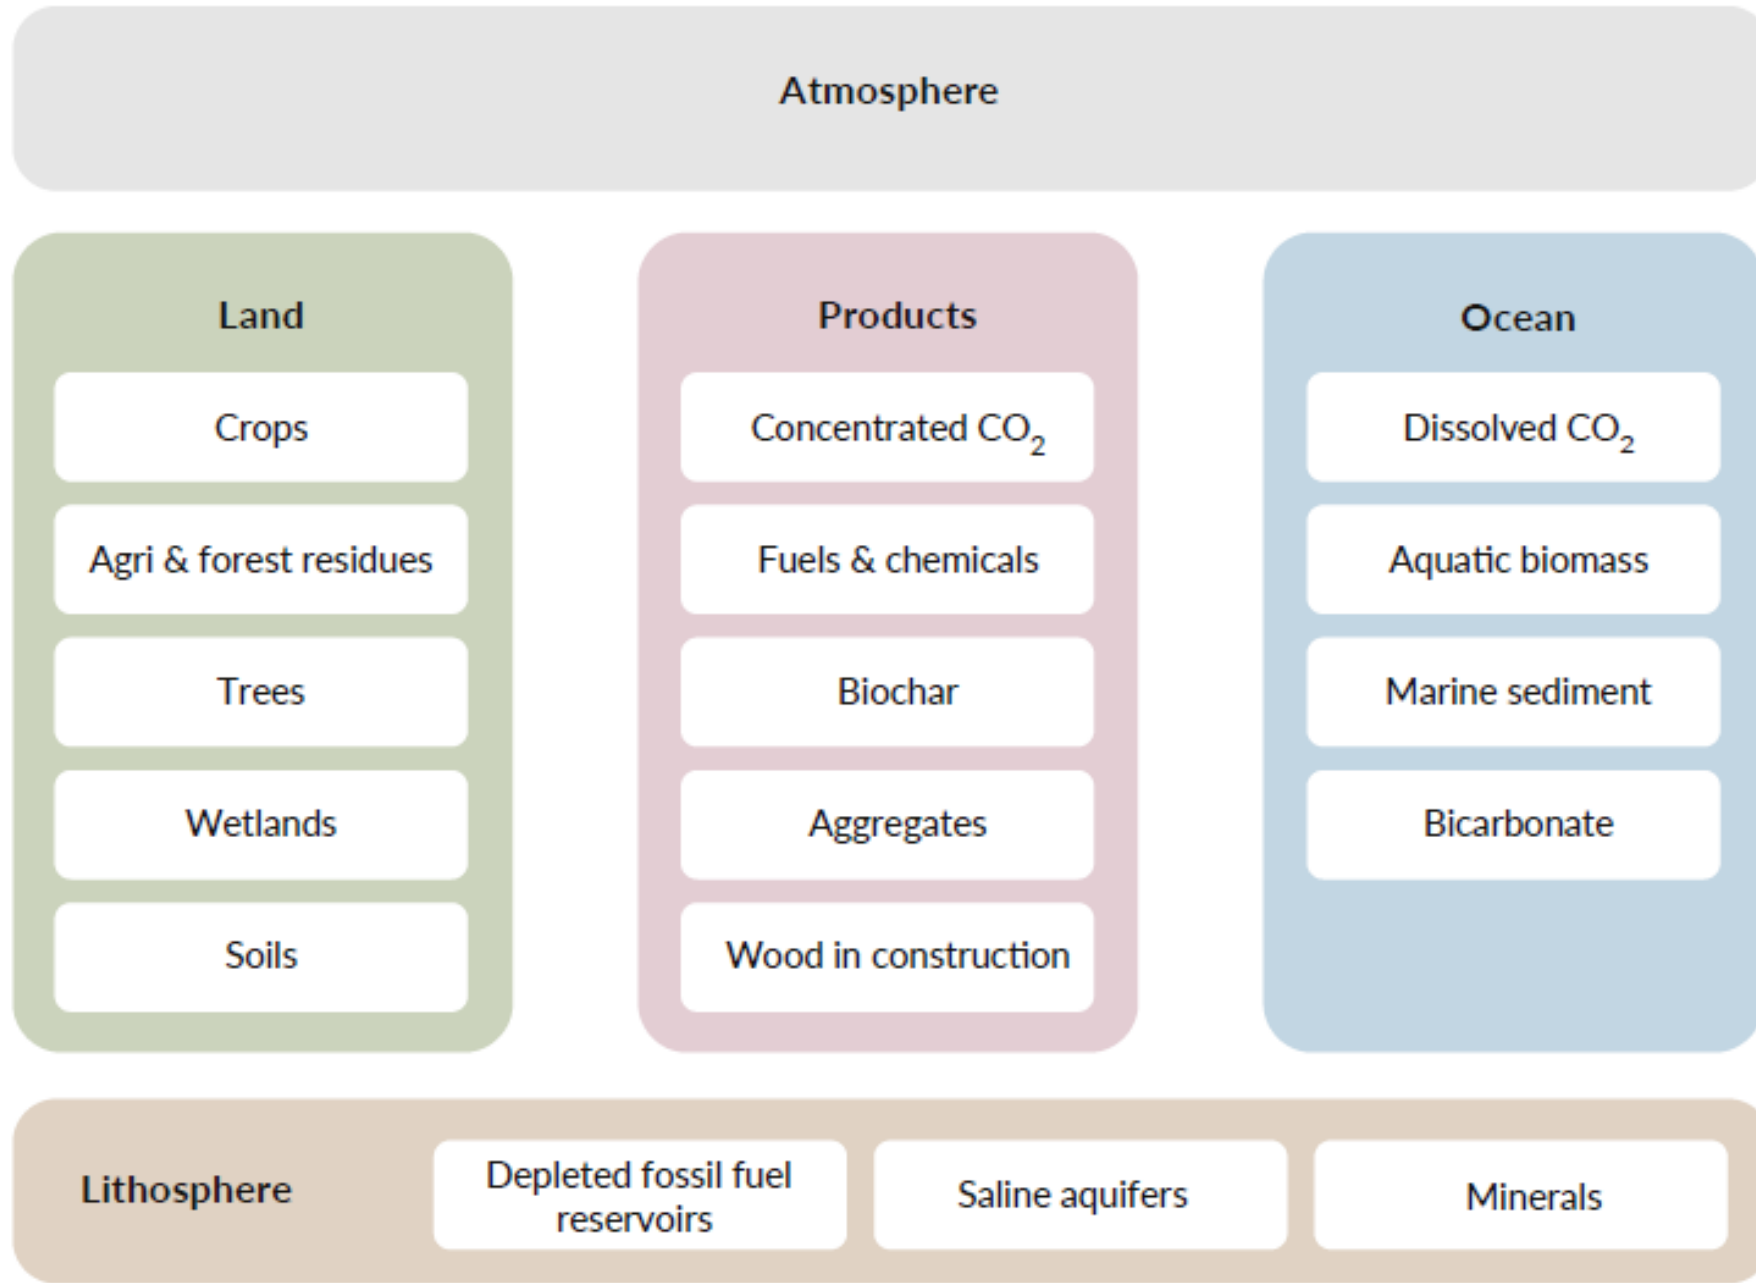 Atmosphere
Land
Crops
Agri & forest residues
Trees
Wetlands
Soils
Products
Concentrated CO₂
Fuels & chemicals
Biochar
Aggregates
Wood in construction
Ocean
Dissolved CO₂
Aquatic biomass
Marine sediment
Bicarbonate
Lithosphere
Depleted fossil fuel
reservoirs
Saline aquifers
Minerals